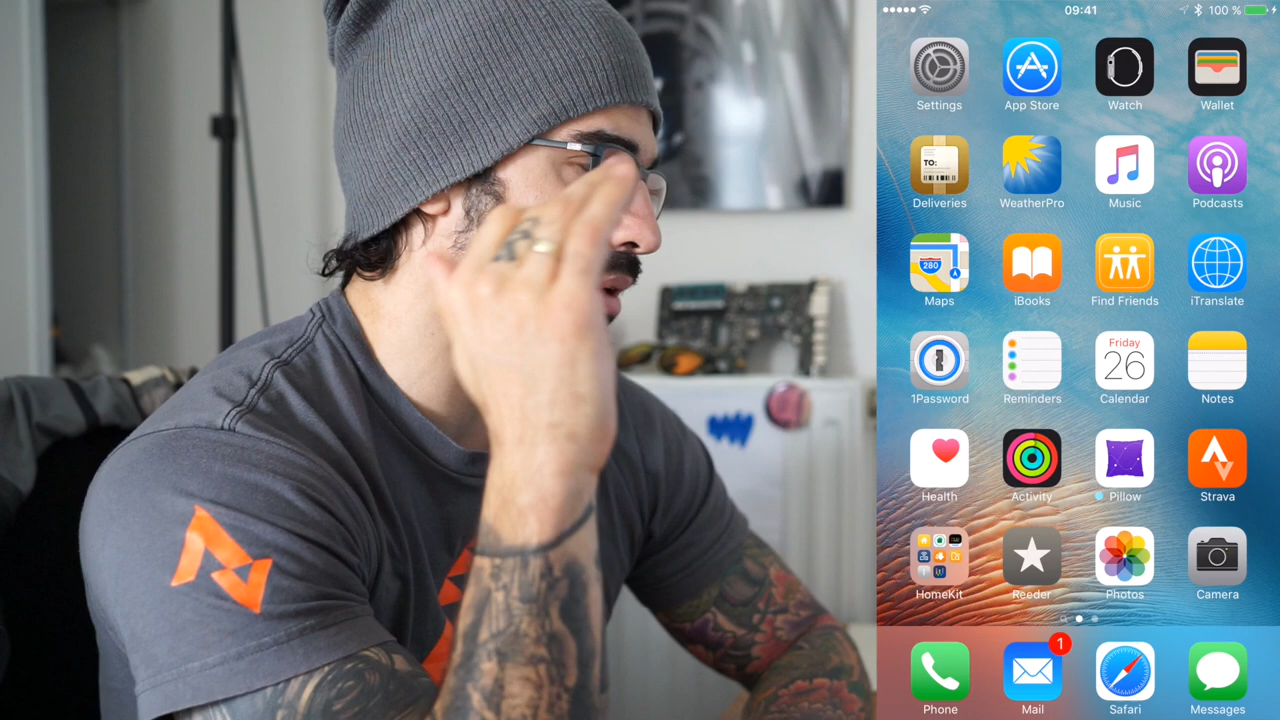 09:41 100 %
Settings App Store Watch Wallet
TO:
Deliveries WeatherPro Music Podcasts
280
Maps iBooks Find Friends iTranslate
Friday
26
1Password Reminders Calendar Notes
Health Activity Pillow Strava
HomeKit Reeder Photos Camera
1
Phone Mail Safari Messages